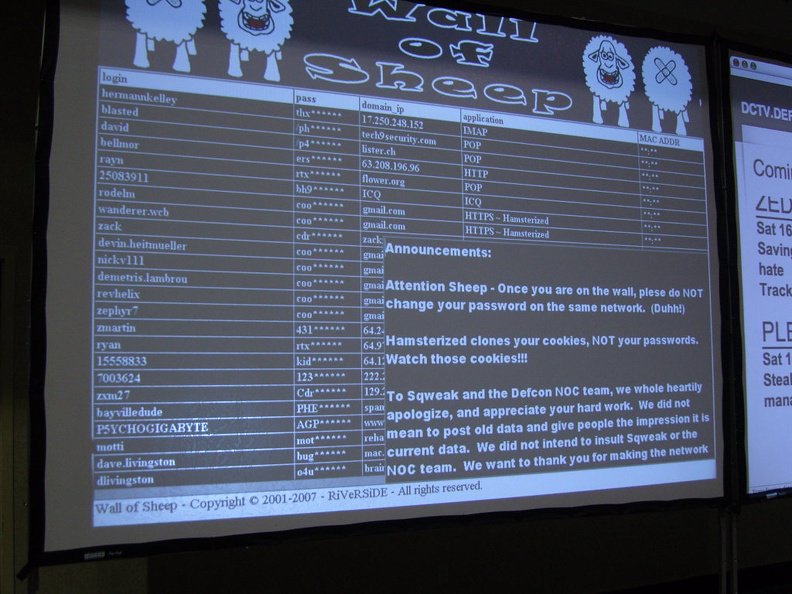 Wall
of
Sheep
login pass domain_ip application MAC ADDR
hermannkelley thx****** 17.250.248.152 IMAP **:**
blasted /ph****** tech9security.com POP **:**
david /p4****** lister.ch POP **:**
bellmor ers****** 63.208.196.96 HTTP **:**
rayn rtx****** flower.org POP **:**
25083911 bh9****** ICQ ICQ **:**
rodelm coo****** gmail.com HTTPS ~ Hamsterized **:**
wanderer.wcb coo****** gmail.com HTTPS ~ Hamsterized **:**
zack cdr****** zack
devin.heitmueller coo****** gmai
nickv111 coo****** gmai
demetris.lambrou coo****** gmai
revhelix coo****** gmai
zephyr7 coo****** gmai
zmartin 431****** 64.2
ryan rtx****** 64.9
15558833 kid****** 64.1
7003624 123****** 222.
zxm27 Cdr****** 129.
bayvilledude PHE****** span
P5YCHOGIGABYTE AGP****** www
motti mot****** reha
dave.livingston bug****** mac.
dlivingston o4u****** brain
Announcements:
Attention Sheep - Once you are on the wall, plese do NOT
change your password on the same network. (Duhh!)
Hamsterized clones your cookies, NOT your passwords.
Watch those cookies!!!
To Sqweak and the Defcon NOC team, we whole heartily
apologize, and appreciate your hard work. We did not
mean to post old data and give people the impression it is
current data. We did not intend to insult Sqweak or the
NOC team. We want to thank you for making the network
Wall of Sheep - Copyright © 2001-2007 - RiVeRSiDE - All rights reserved.
DCTV.DEF
Comin
Sat 16
Saving
hate
Track
PLE
Sat 1
Steal
mana